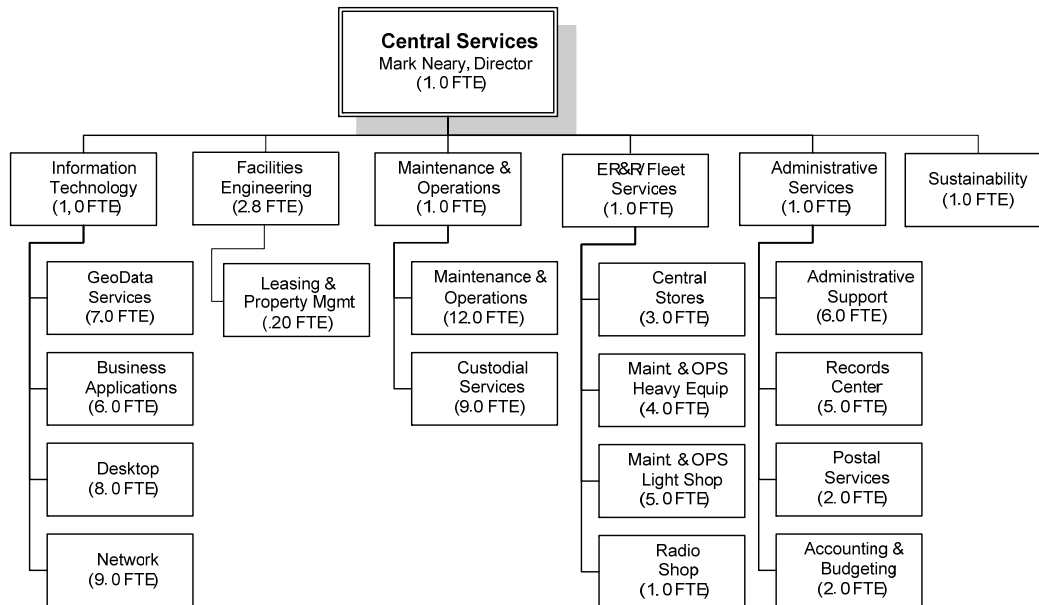 Central Services
Mark Neary, Director
(1.0 FTE)
Information
Technology
(1,0 FTE)
Facilities
Engineering
(2.8 FTE)
Maintenance &
Operations
(1.0 FTE)
ER&R/Fleet
Services
(1.0 FTE)
Administrative
Services
(1.0 FTE)
Sustainability
(1.0 FTE)
GeoData
Services
(7.0 FTE)
Business
Applications
(6.0 FTE)
Desktop
(8.0 FTE)
Network
(9.0 FTE)
Leasing &
Property Mgmt
(.20 FTE)
Maintenance &
Operations
(12.0 FTE)
Custodial
Services
(9.0 FTE)
Central
Stores
(3.0 FTE)
Maint. & OPS
Heavy Equip
(4.0 FTE)
Maint. & OPS
Light Shop
(5.0 FTE)
Radio
Shop
(1.0 FTE)
Administrative
Support
(6.0 FTE)
Records
Center
(5.0 FTE)
Postal
Services
(2.0 FTE)
Accounting &
Budgeting
(2.0 FTE)